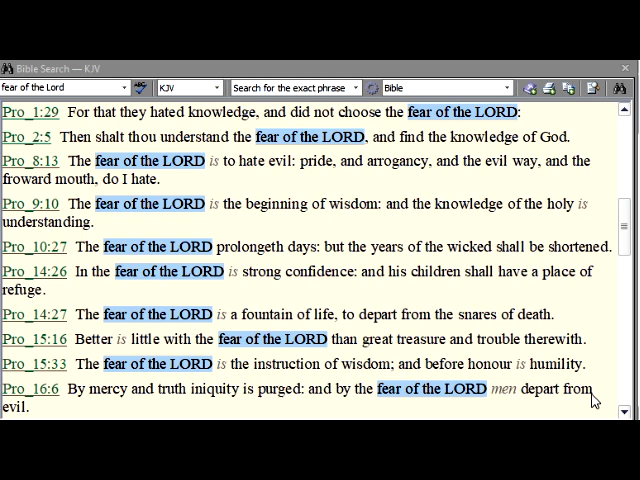 Bible Search — KJV
fear of the Lord KJV Search for the exact phrase Bible
Pro_1:29 For that they hated knowledge, and did not choose the fear of the LORD:
Pro_2:5 Then shalt thou understand the fear of the LORD, and find the knowledge of God.
Pro_8:13 The fear of the LORD is to hate evil: pride, and arrogancy, and the evil way, and the
froward mouth, do I hate.
Pro_9:10 The fear of the LORD is the beginning of wisdom: and the knowledge of the holy is
understanding.
Pro_10:27 The fear of the LORD prolongeth days: but the years of the wicked shall be shortened.
Pro_14:26 In the fear of the LORD is strong confidence: and his children shall have a place of
refuge.
Pro_14:27 The fear of the LORD is a fountain of life, to depart from the snares of death.
Pro_15:16 Better is little with the fear of the LORD than great treasure and trouble therewith.
Pro_15:33 The fear of the LORD is the instruction of wisdom; and before honour is humility.
Pro_16:6 By mercy and truth iniquity is purged: and by the fear of the LORD men depart from
evil.